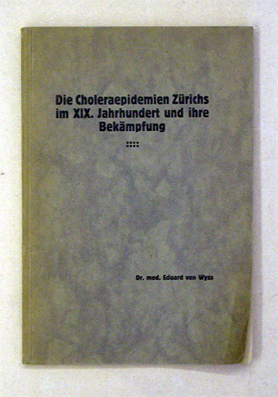 Die Choleraepidemien Zürichs
im XIX. Jahrhundert und ihre
Bekämpfung
::::
Dr. med. Eduard von Wyss